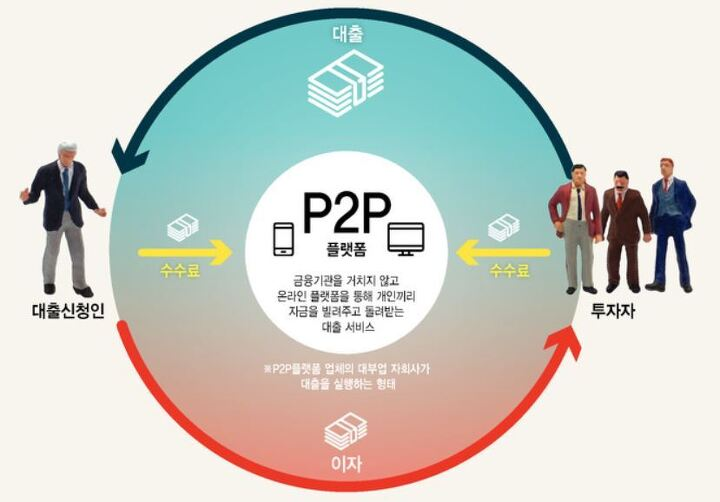 대출
P2P
플랫폼
금융기관을 거치지 않고
온라인 플랫폼을 통해 개인끼리
자금을 빌려주고 돌려받는
대출 서비스
수수료
수수료
대출신청인
투자자
※P2P플랫폼 업체의 대부업 자회사가
대출을 실행하는 형태
이자